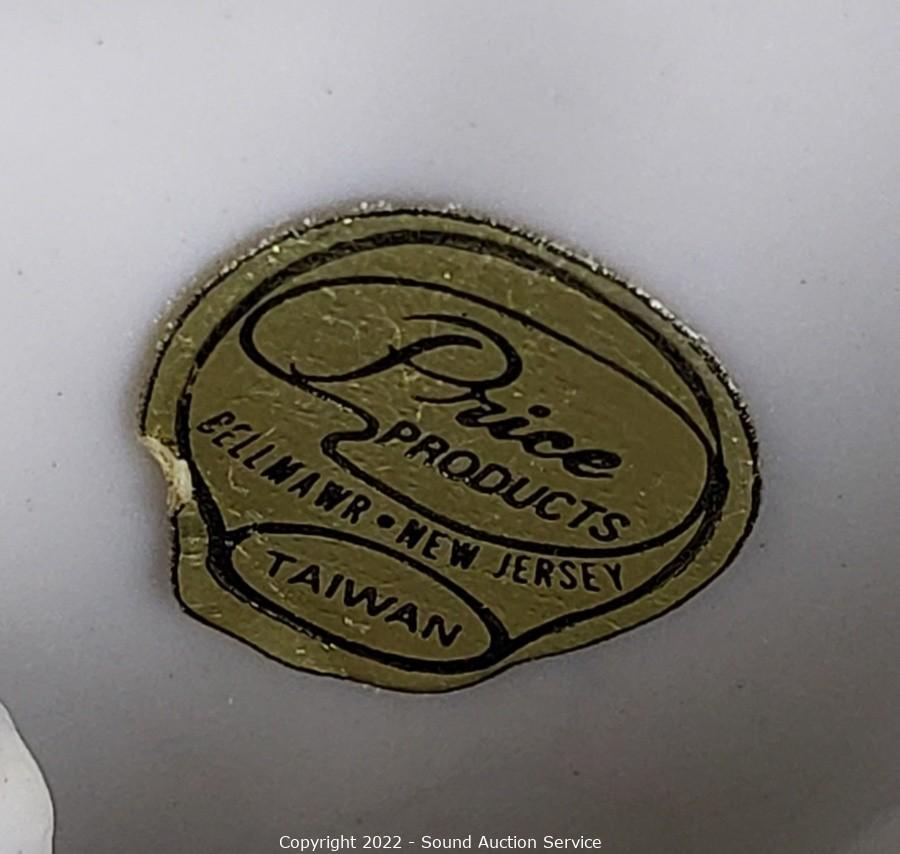 Price
PRODUCTS
BELLMAWR • NEW JERSEY
TAIWAN
Copyright 2022 - Sound Auction Service